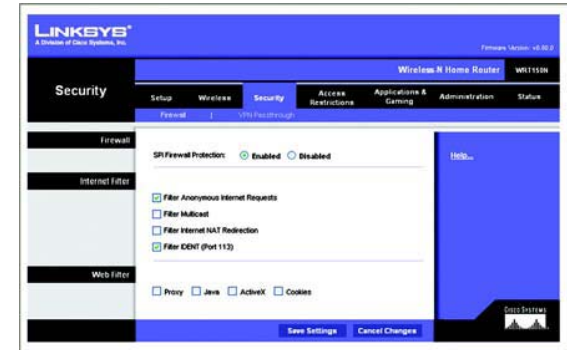 LINKSYS®
A Division of Cisco Systems, Inc.
Firmware Version: v0.00.0
Wireless-N Home Router WRT150N
Security
Setup Wireless Security Access Restrictions Applications & Gaming Administration Status
Firewall | VPN Passthrough
Firewall
SPI Firewall Protection: Enabled Disabled
Help...
Internet Filter
Filter Anonymous Internet Requests
Filter Multicast
Filter Internet NAT Redirection
Filter IDENT (Port 113)
Web Filter
Proxy Java ActiveX Cookies
Save Settings Cancel Changes
CISCO SYSTEMS